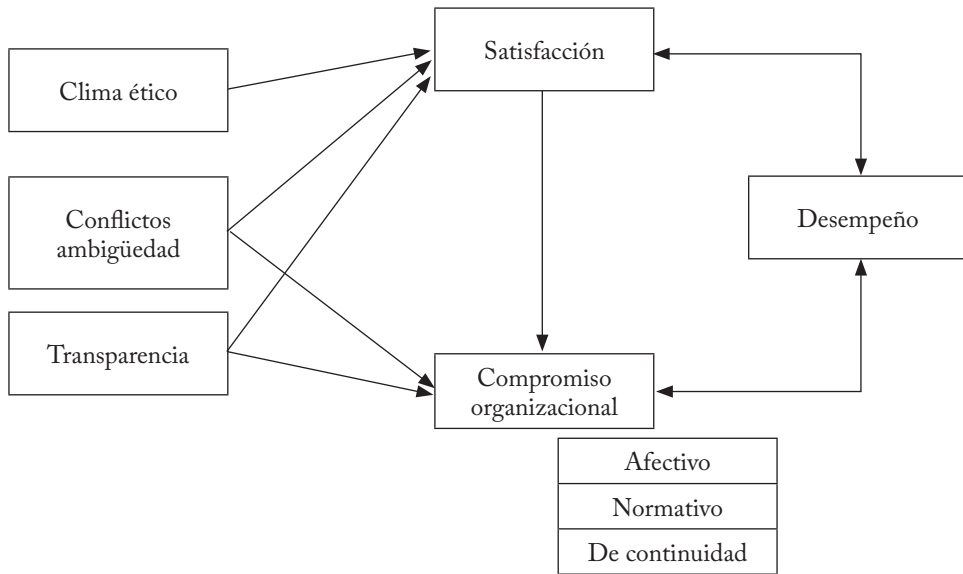 Satisfacción
Clima ético
Conflictos
ambigüedad
Desempeño
Transparencia
Compromiso
organizacional
Afectivo
Normativo
De continuidad